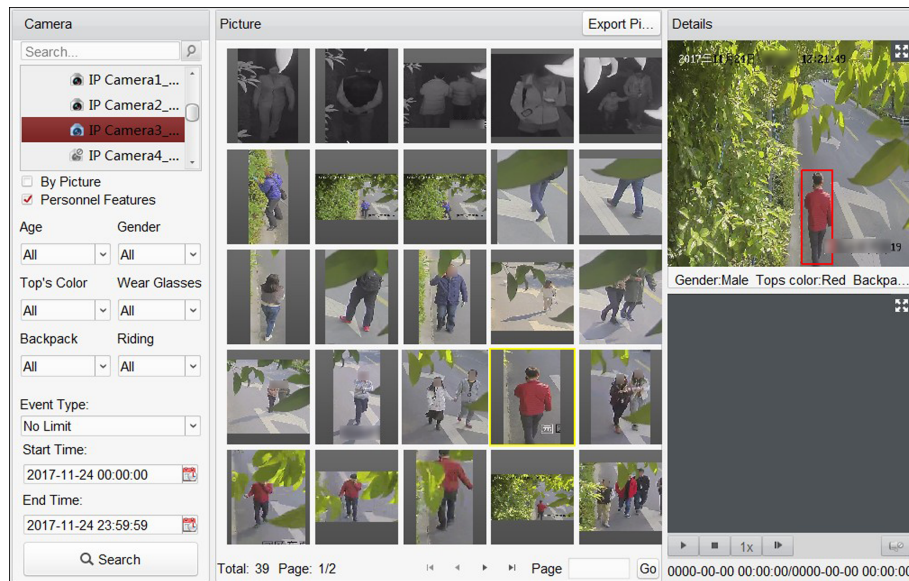 Camera
Picture
Export Pi...
Details
Search...
IP Camera1_...
IP Camera2_...
IP Camera3_...
IP Camera4_...
By Picture
Personnel Features
Age Gender
All All
Top's Color Wear Glasses
All All
Backpack Riding
All All
Event Type:
No Limit
Start Time:
2017-11-24 00:00:00
End Time:
2017-11-24 23:59:59
Search
Total: 39 Page: 1/2
Page
Go
12:21:49
19
Gender:Male Tops color:Red Backpa...
1x
0000-00-00 00:00:00/0000-00-00 00:00:00